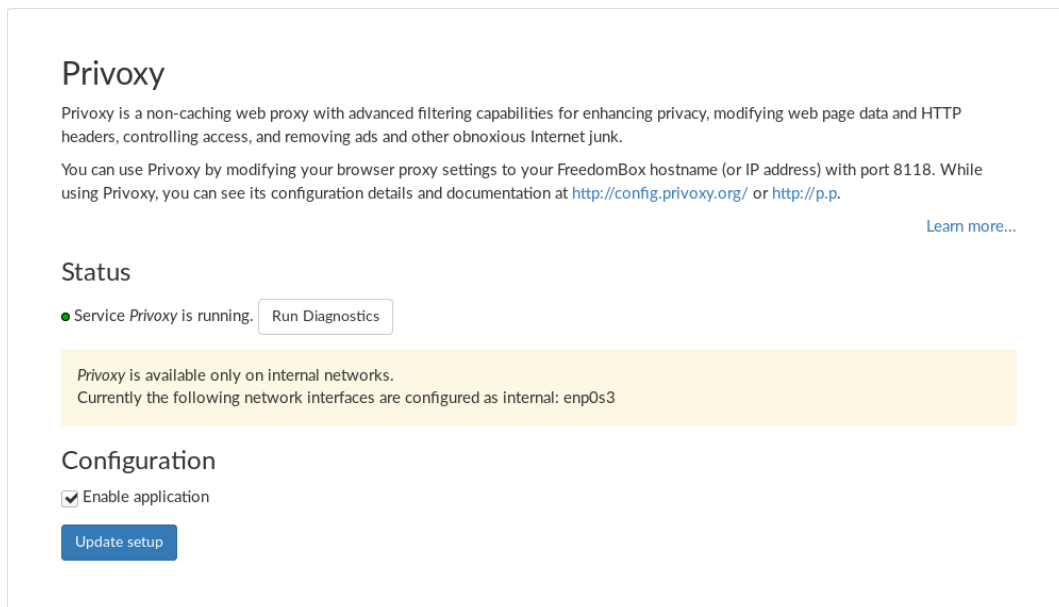 Privoxy
Privoxy is a non-caching web proxy with advanced filtering capabilities for enhancing privacy, modifying web page data and HTTP
headers, controlling access, and removing ads and other obnoxious Internet junk.
You can use Privoxy by modifying your browser proxy settings to your FreedomBox hostname (or IP address) with port 8118. While
using Privoxy, you can see its configuration details and documentation at http://config.privoxy.org/ or http://p.p.
Learn more...
Status
Service Privoxy is running. Run Diagnostics
Privoxy is available only on internal networks.
Currently the following network interfaces are configured as internal: enp0s3
Configuration
Enable application
Update setup